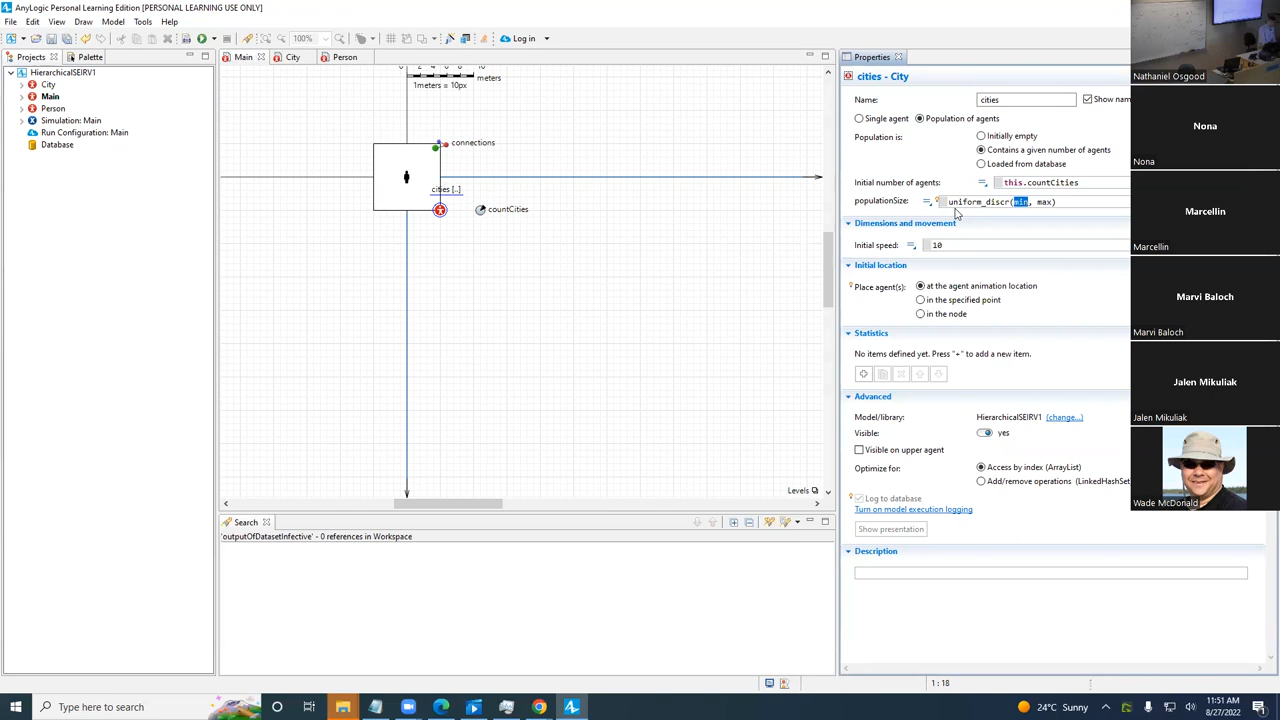 AnyLogic Personal Learning Edition [PERSONAL LEARNING USE ONLY]
File Edit View Draw Model Tools Help
100% Log in
Projects Palette
HierarchicalSEIRV1
City
Main
Person
Simulation: Main
Run Configuration: Main
Database
Main City Person
0 2 4 6 8 10
meters
1meters = 10px
connections
cities [..]
countCities
Levels
Search
'outputOfDatasetInfective' - 0 references in Workspace
Properties
cities - City
Name: cities Show nam
Single agent Population of agents
Population is: Initially empty
Contains a given number of agents
Loaded from database
Initial number of agents: this.countCities
populationSize: uniform_discr(min, max)
Dimensions and movement
Initial speed: 10
Initial location
Place agent(s): at the agent animation location
in the specified point
in the node
Statistics
No items defined yet. Press "+" to add a new item.
Advanced
Model/library: HierarchicalSEIRV1 (change...)
Visible: yes
Visible on upper agent
Optimize for: Access by index (ArrayList)
Add/remove operations (LinkedHashSet
Log to database
Turn on model execution logging
Show presentation
Description
1 : 18
Nathaniel Osgood
Nona
Nona
Marcellin
Marcellin
Marvi Baloch
Marvi Baloch
Jalen Mikuliak
Jalen Mikuliak
Wade McDonald
Type here to search
24°C Sunny
11:51 AM
8/27/2022